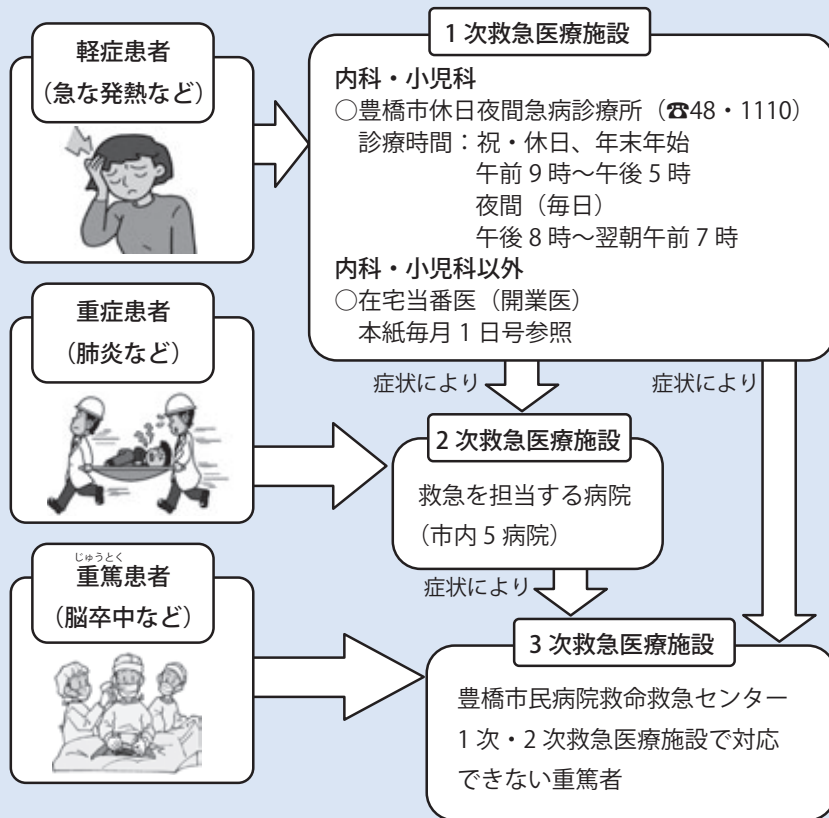 軽症患者
（急な発熱など）
1 次救急医療施設
内科・小児科
○豊橋市休日夜間急病診療所（☎48・1110）
診療時間：祝・休日、年末年始
午前 9 時～午後 5 時
夜間（毎日）
午後 8 時～翌朝午前 7 時
内科・小児科以外
○在宅当番医（開業医）
本紙毎月 1 日号参照
重症患者
（肺炎など）
症状により
症状により
2 次救急医療施設
救急を担当する病院
（市内 5 病院）
じゅうとく
重篤患者
（脳卒中など）
症状により
3 次救急医療施設
豊橋市民病院救命救急センター
1 次・2 次救急医療施設で対応
できない重篤者